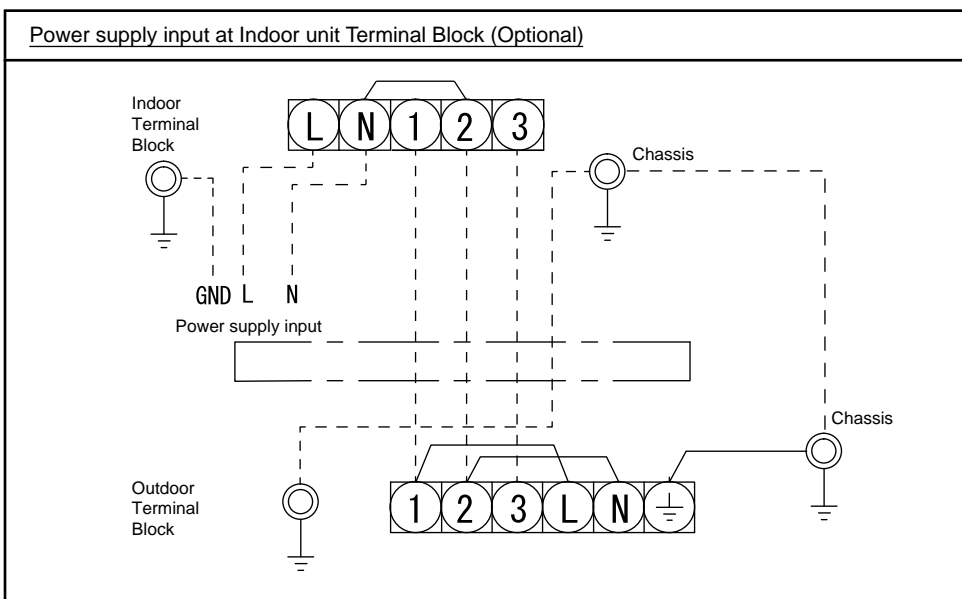 Power supply input at Indoor unit Terminal Block (Optional)
Indoor
Terminal
Block
L N 1 2 3
Chassis
GND L N
Power supply input
Chassis
Outdoor
Terminal
Block
1 2 3 L N